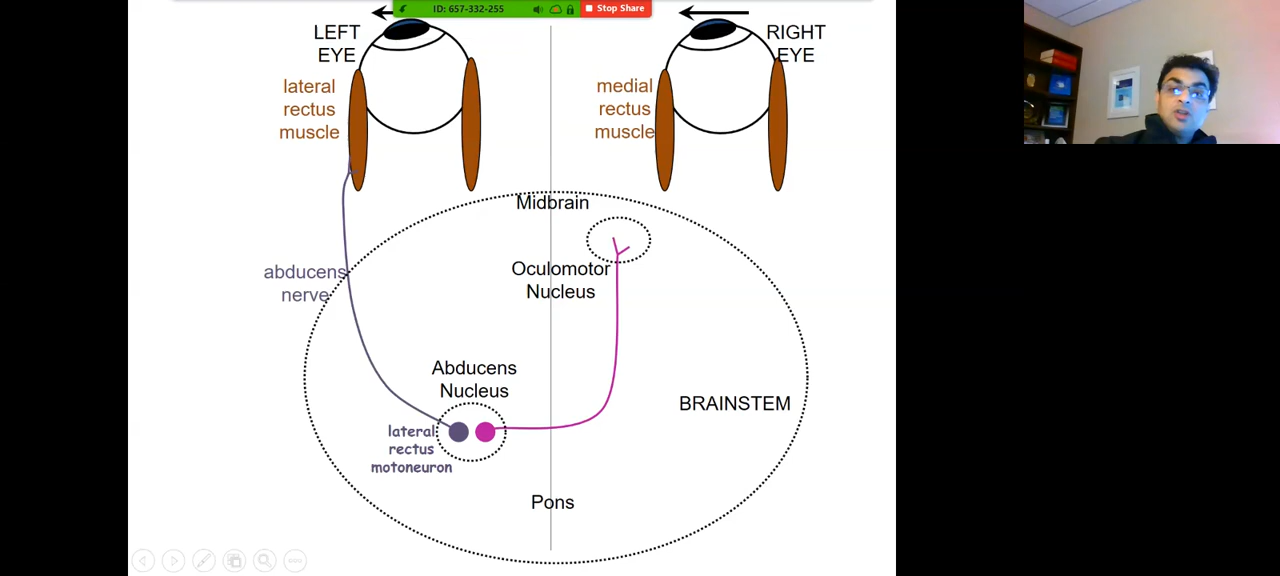 ID: 657-332-255
Stop Share
LEFT
EYE
RIGHT
EYE
lateral
rectus
muscle
medial
rectus
muscle
Midbrain
Oculomotor
Nucleus
abducens
nerve
Abducens
Nucleus
BRAINSTEM
lateral
rectus
motoneuron
Pons